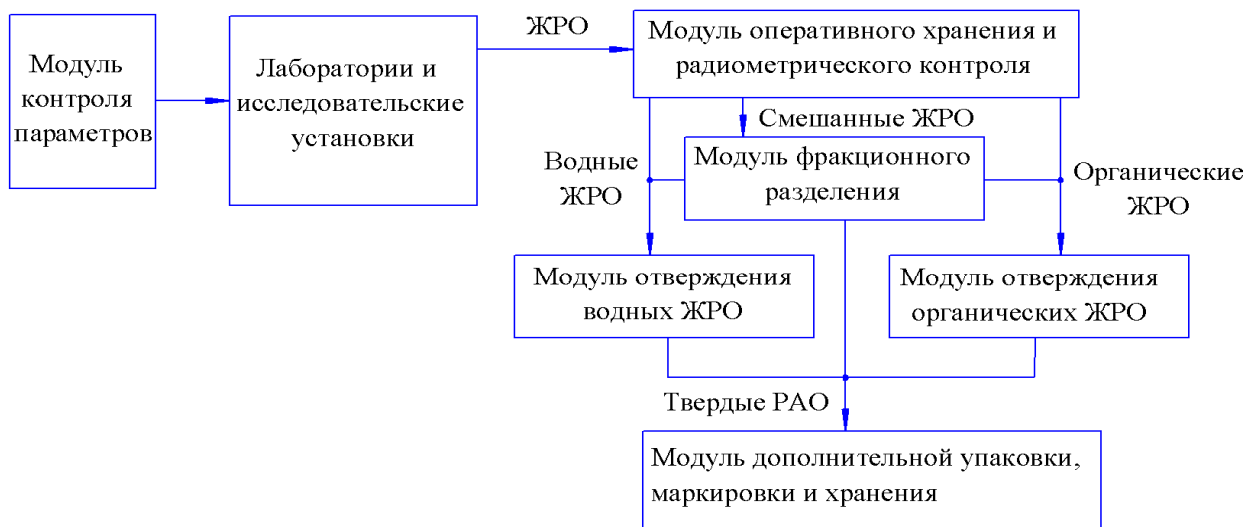 Модуль
контроля
параметров
Лаборатории и
исследовательские
установки
ЖРО
Модуль оперативного хранения и
радиометрического контроля
Смешанные ЖРО
Водные
ЖРО
Модуль фракционного
разделения
Органические
ЖРО
Модуль отверждения
водных ЖРО
Модуль отверждения
органических ЖРО
Твердые РАО
Модуль дополнительной упаковки,
маркировки и хранения